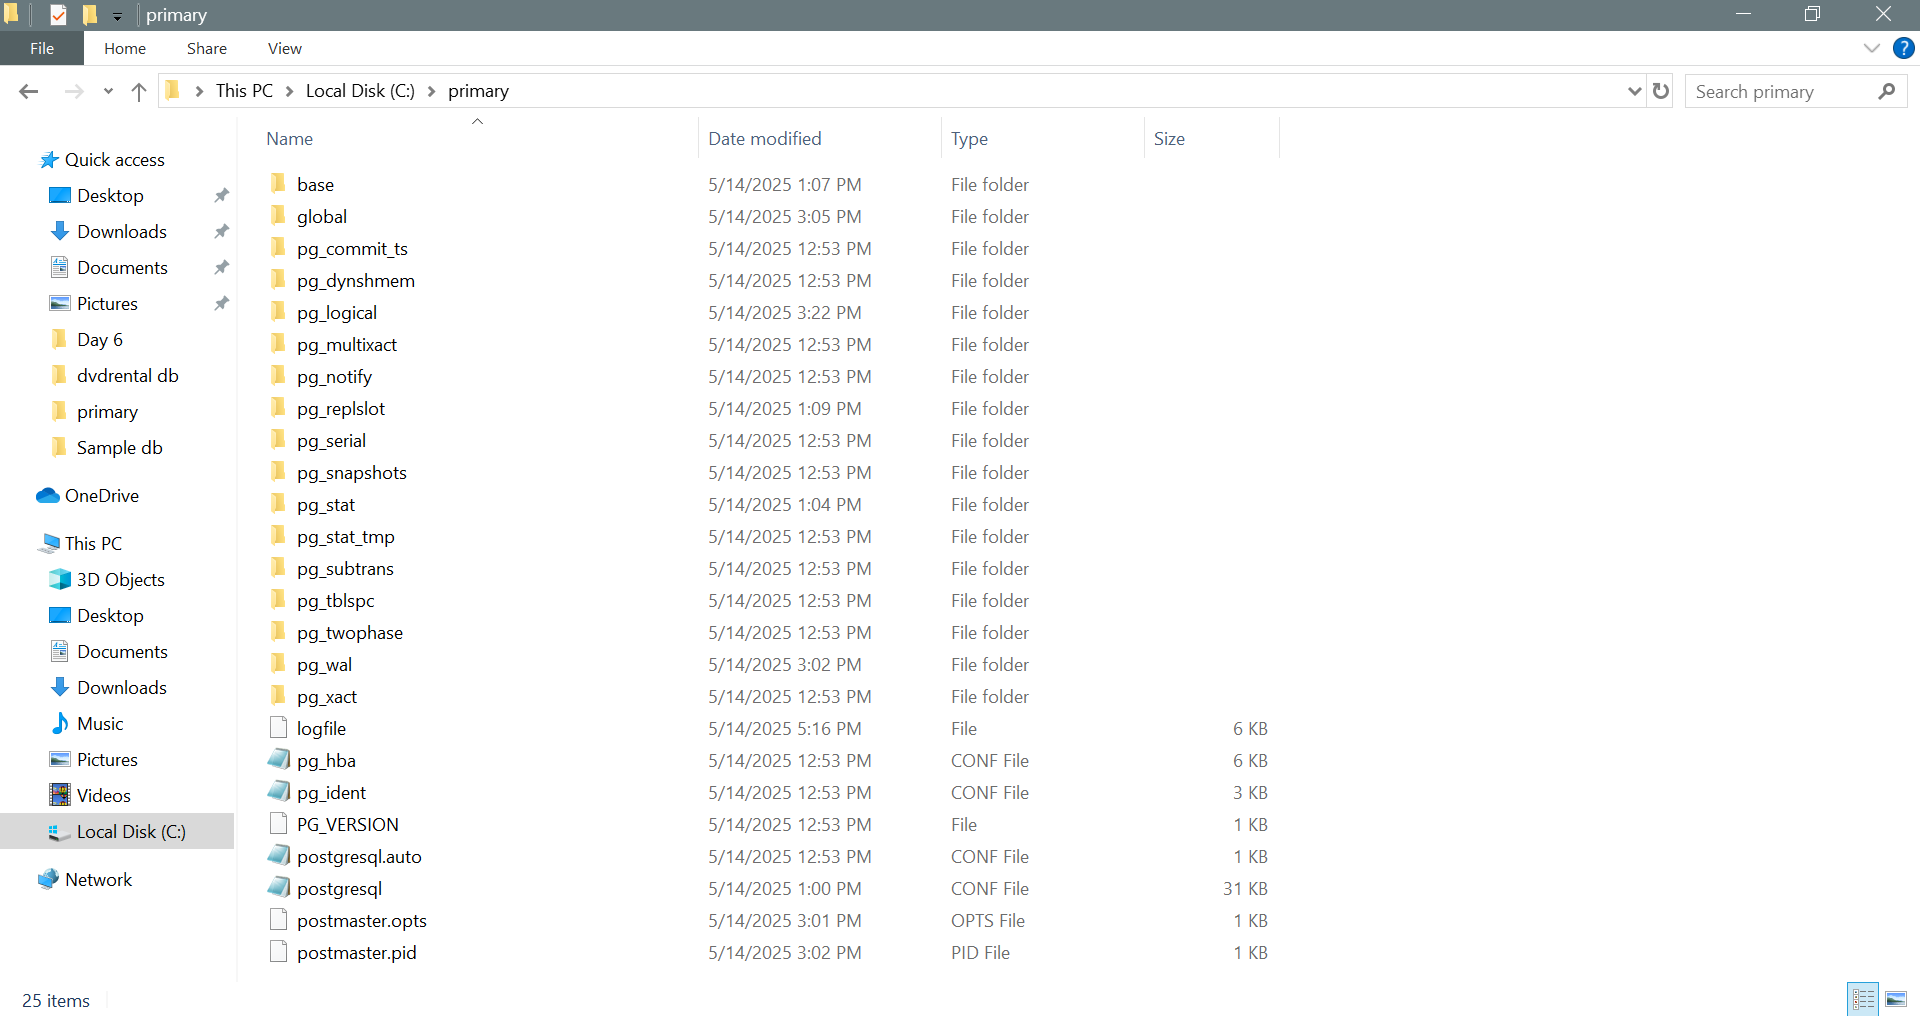 primary
File Home Share View ?
This PC Local Disk (C:) primary Search primary
Name Date modified Type Size
Quick access
Desktop
Downloads
Documents
Pictures
Day 6
dvdrental db
primary
Sample db
OneDrive
This PC
3D Objects
Desktop
Documents
Downloads
Music
Pictures
Videos
Local Disk (C:)
Network
base 5/14/2025 1:07 PM File folder
global 5/14/2025 3:05 PM File folder
pg_commit_ts 5/14/2025 12:53 PM File folder
pg_dynshmem 5/14/2025 12:53 PM File folder
pg_logical 5/14/2025 3:22 PM File folder
pg_multixact 5/14/2025 12:53 PM File folder
pg_notify 5/14/2025 12:53 PM File folder
pg_replslot 5/14/2025 1:09 PM File folder
pg_serial 5/14/2025 12:53 PM File folder
pg_snapshots 5/14/2025 12:53 PM File folder
pg_stat 5/14/2025 1:04 PM File folder
pg_stat_tmp 5/14/2025 12:53 PM File folder
pg_subtrans 5/14/2025 12:53 PM File folder
pg_tblspc 5/14/2025 12:53 PM File folder
pg_twophase 5/14/2025 12:53 PM File folder
pg_wal 5/14/2025 3:02 PM File folder
pg_xact 5/14/2025 12:53 PM File folder
logfile 5/14/2025 5:16 PM File 6 KB
pg_hba 5/14/2025 12:53 PM CONF File 6 KB
pg_ident 5/14/2025 12:53 PM CONF File 3 KB
PG_VERSION 5/14/2025 12:53 PM File 1 KB
postgresql.auto 5/14/2025 12:53 PM CONF File 1 KB
postgresql 5/14/2025 1:00 PM CONF File 31 KB
postmaster.opts 5/14/2025 3:01 PM OPTS File 1 KB
postmaster.pid 5/14/2025 3:02 PM PID File 1 KB
25 items